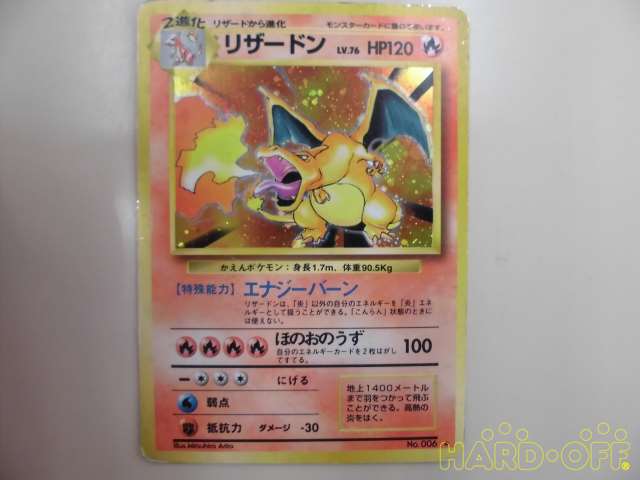 2進化 リザードから進化 モンスターカードに重ねて使います。
リザードン LV.76 HP120
かえんポケモン:身長1.7m、体重90.5Kg
【特殊能力】エナジーバーン
リザードンは、「炎」以外の自分のエネルギーを「炎」エネ
ルギーとして扱うことができる。「こんらん」状態のときに
は使えない。
ほのおのうず 100
自分のエネルギーカードを2枚はがし
てすてる。
にげる
弱点
抵抗力 ダメージ -30
地上1400メートル
まで羽をつかって飛ぶ
ことができる。高熱の
炎をはく。
Illus. Mitsuhiro Arita
No.006
HARD・OFF